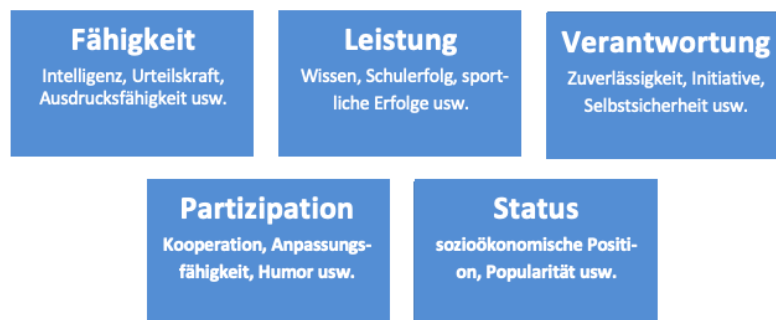 Fähigkeit
Intelligenz, Urteilskraft,
Ausdrucksfähigkeit usw.
Leistung
Wissen, Schulerfolg, sport-
liche Erfolge usw.
Verantwortung
Zuverlässigkeit, Initiative,
Selbstsicherheit usw.
Partizipation
Kooperation, Anpassungs-
fähigkeit, Humor usw.
Status
sozioökonomische Positi-
on, Popularität usw.